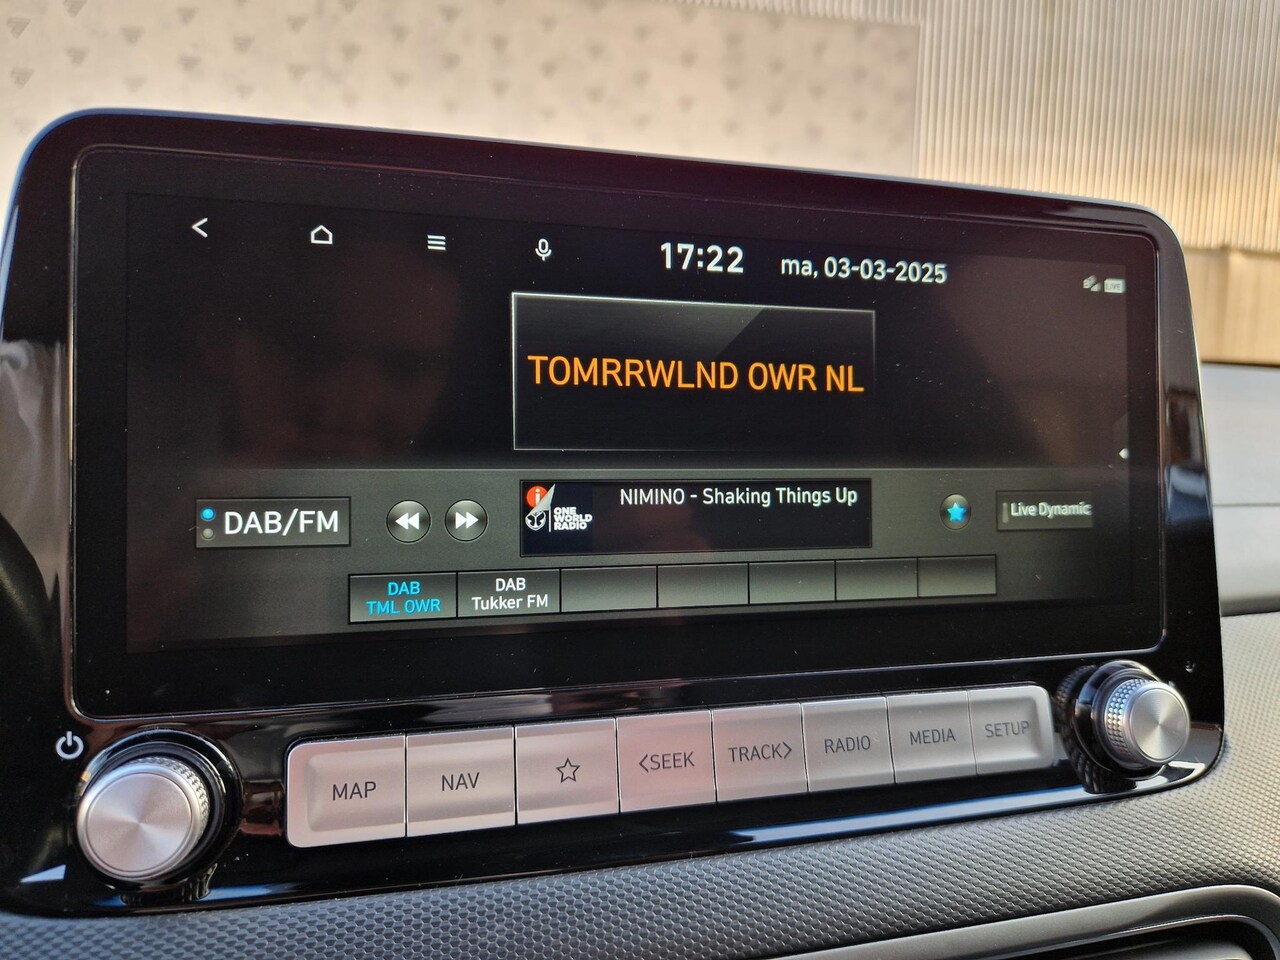 17:22
ma, 03-03-2025
LIVE
TOMRRWLND OWR NL
DAB/FM
i
ONE
WORLD
RADIO
NIMINO - Shaking Things Up
Live Dynamic
DAB
TML OWR
DAB
Tukker FM
MAP
NAV
<SEEK
TRACK>
RADIO
MEDIA
SETUP